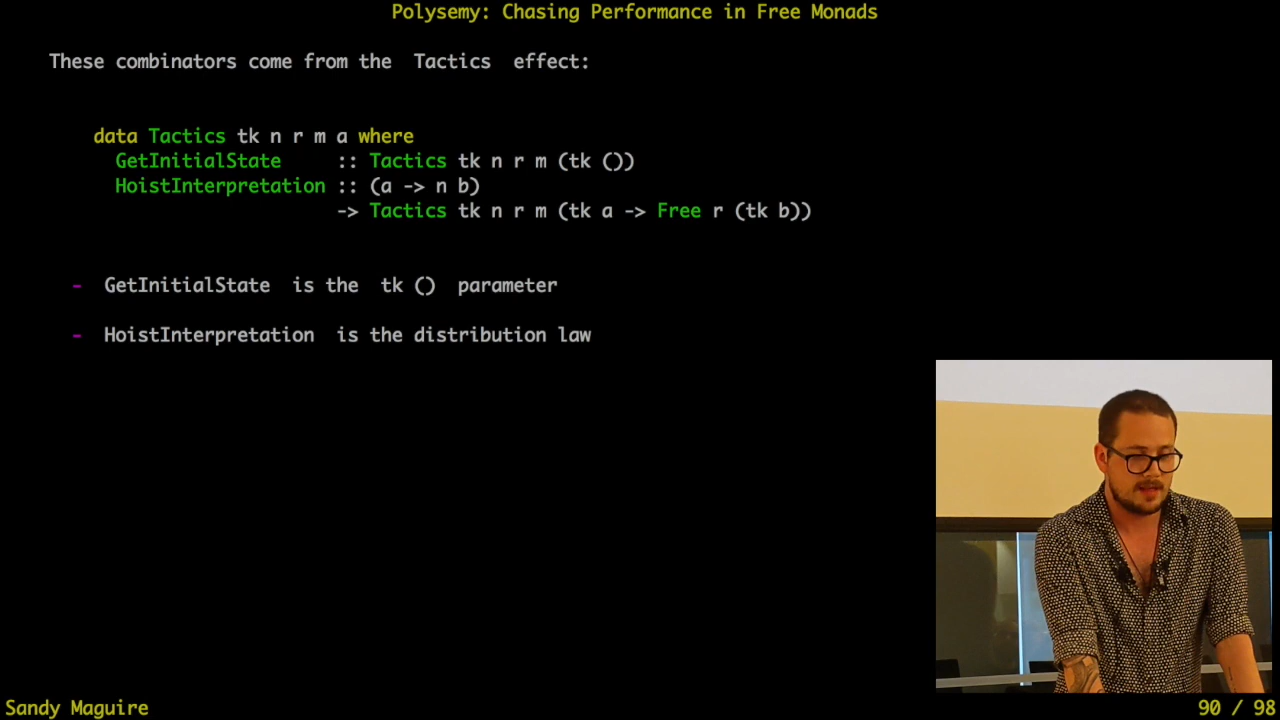 Polysemy: Chasing Performance in Free Monads
These combinators come from the Tactics effect:
data Tactics tk n r m a where
GetInitialState :: Tactics tk n r m (tk ())
HoistInterpretation :: (a -> n b)
-> Tactics tk n r m (tk a -> Free r (tk b))
- GetInitialState is the tk () parameter
- HoistInterpretation is the distribution law
Sandy Maguire
90 / 98